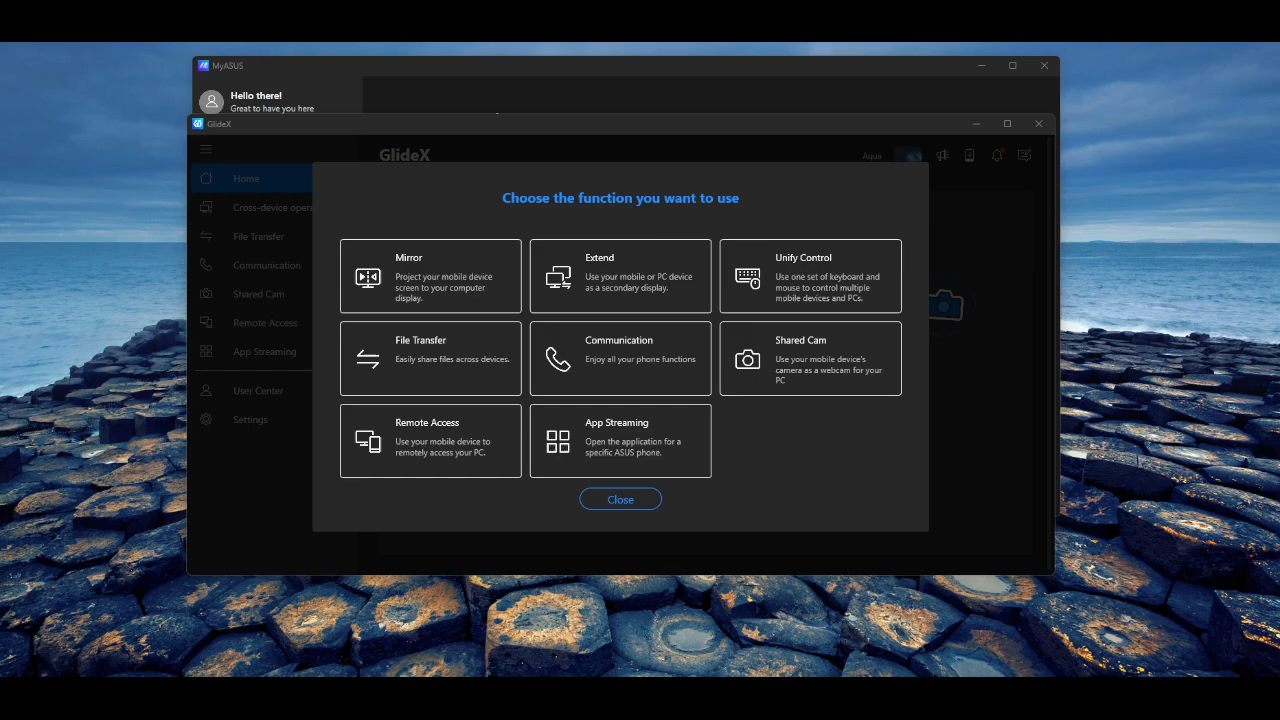 MyASUS
Hello there!
Great to have you here
GlideX
GlideX
Aqua
Home
Cross-device oper
File Transfer
Communication
Shared Cam
Remote Access
App Streaming
User Center
Settings
Choose the function you want to use
Mirror
Project your mobile device
screen to your computer
display.
Extend
Use your mobile or PC device
as a secondary display.
Unify Control
Use one set of keyboard and
mouse to control multiple
mobile devices and PCs.
File Transfer
Easily share files across devices.
Communication
Enjoy all your phone functions
Shared Cam
Use your mobile device's
camera as a webcam for your
PC
Remote Access
Use your mobile device to
remotely access your PC.
App Streaming
Open the application for a
specific ASUS phone.
Close